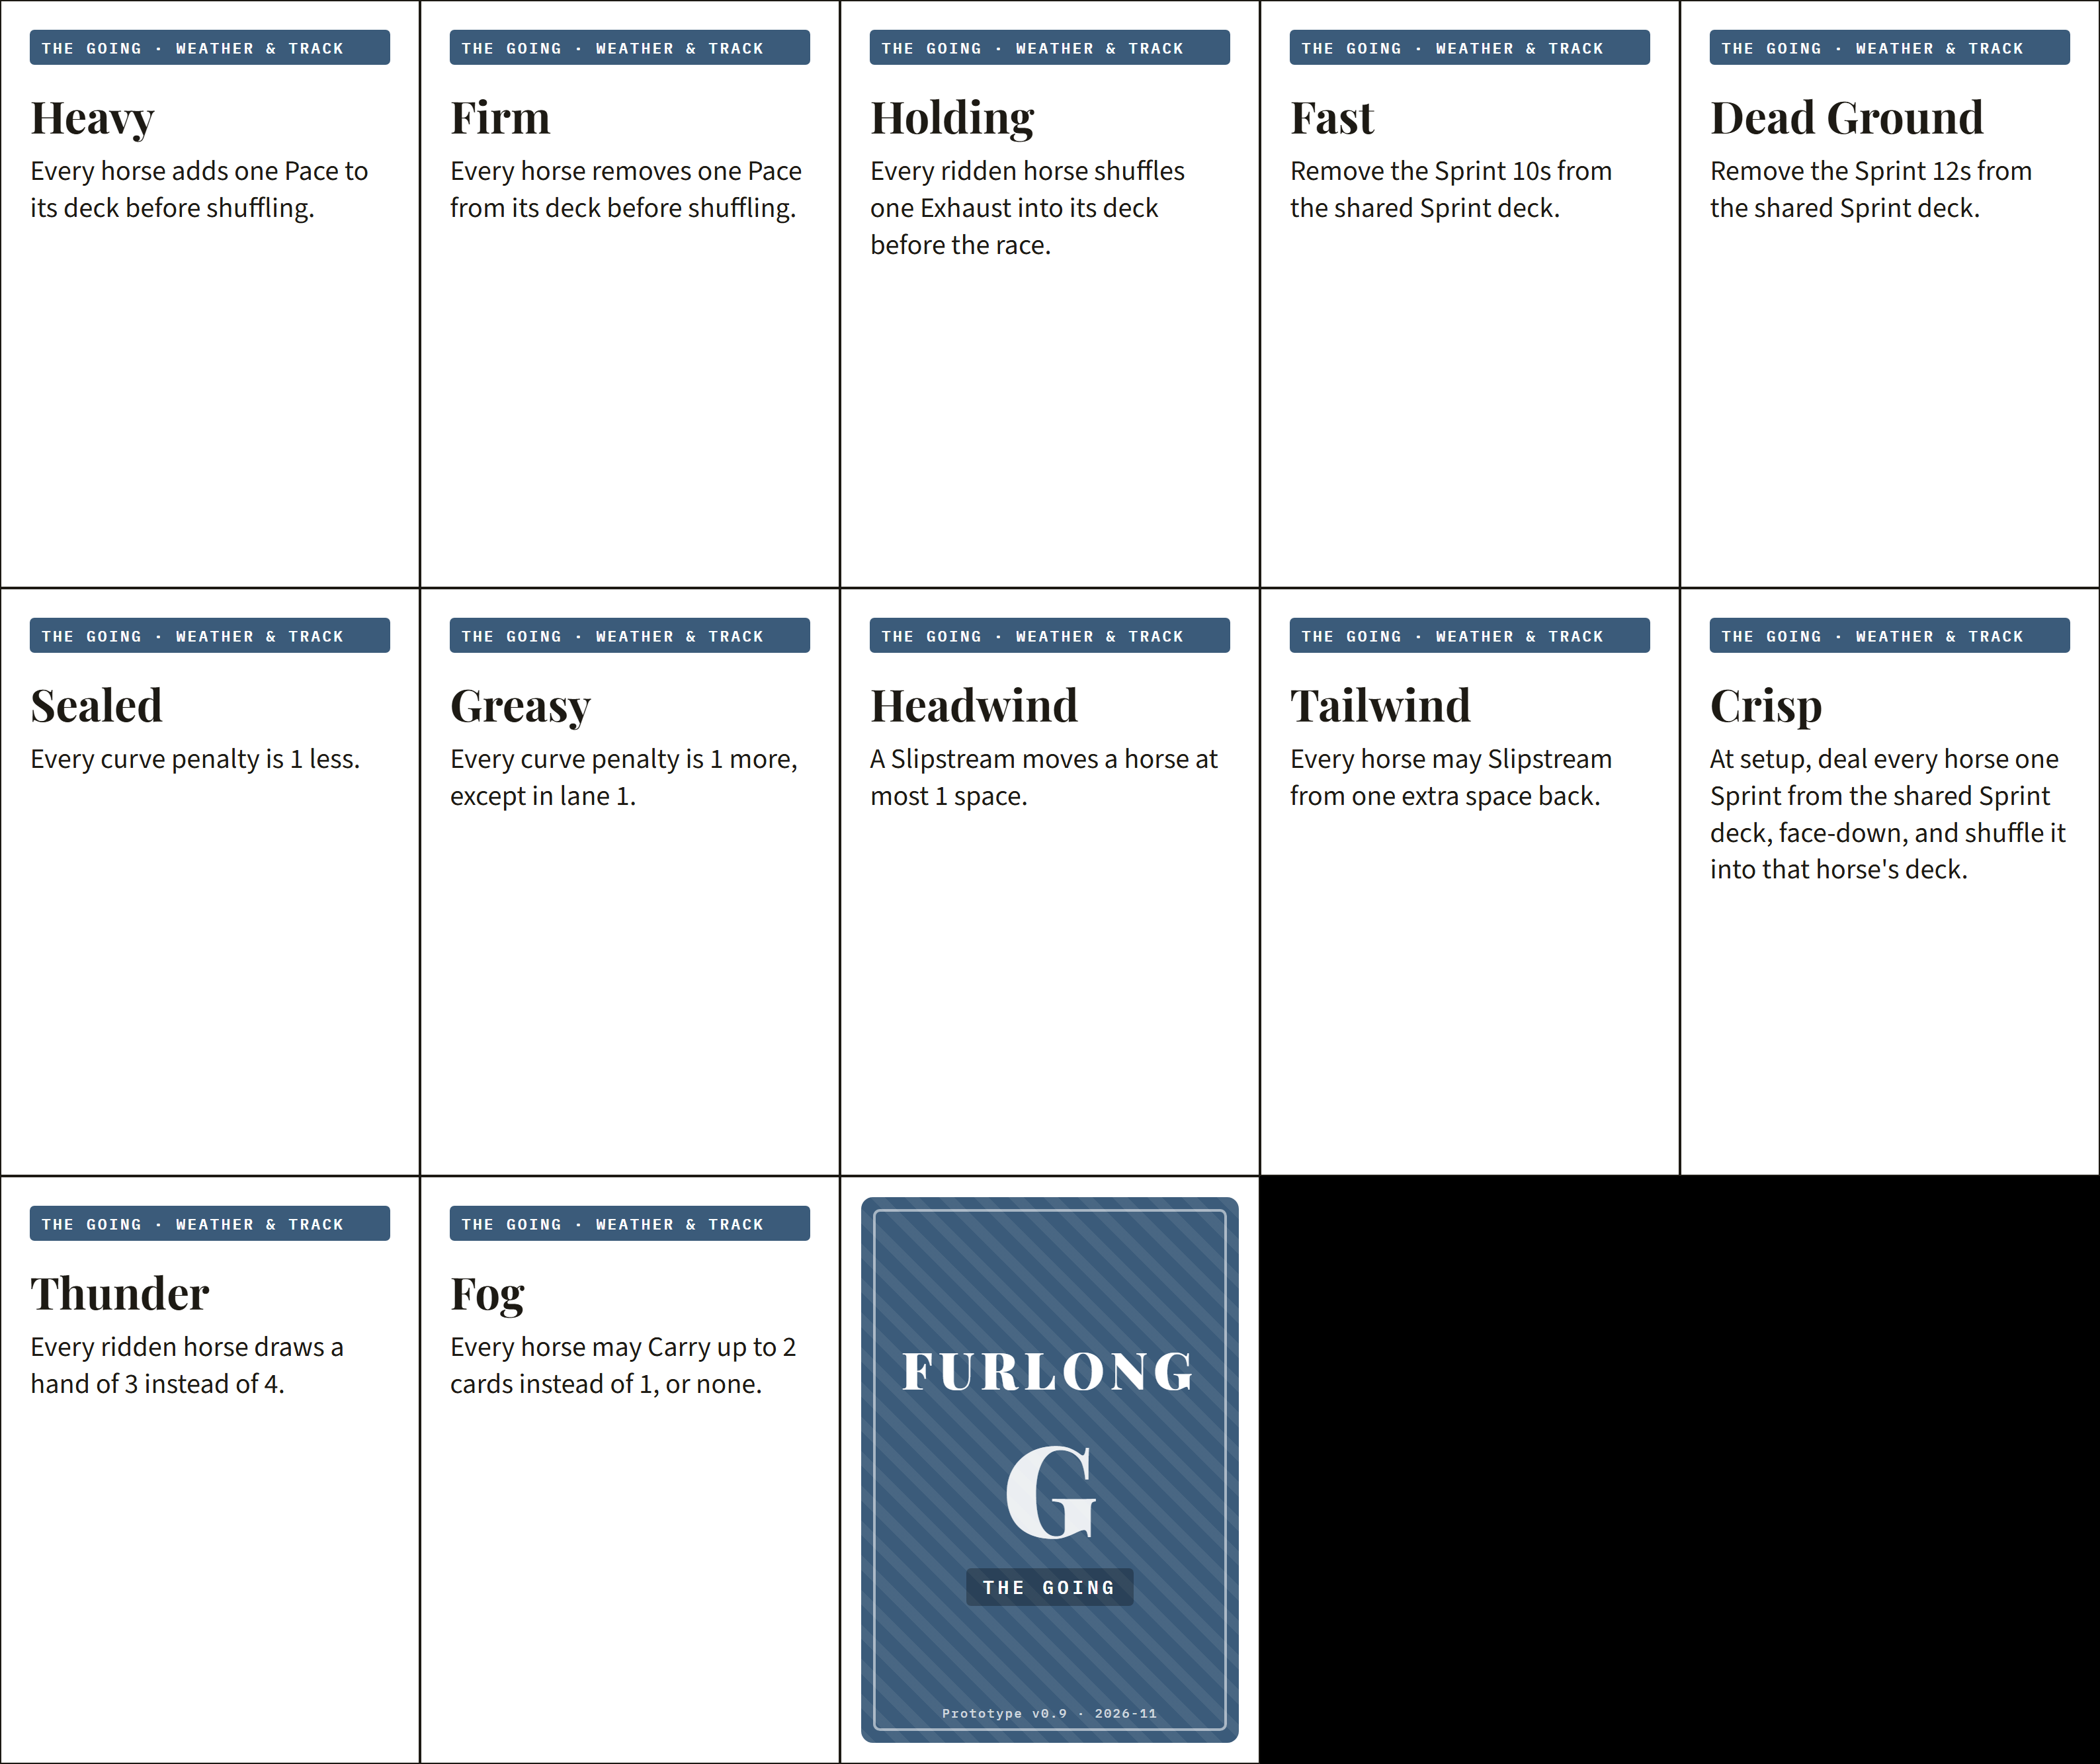 THE GOING · WEATHER & TRACK
Heavy
Every horse adds one Pace to
its deck before shuffling.
THE GOING · WEATHER & TRACK
Firm
Every horse removes one Pace
from its deck before shuffling.
THE GOING · WEATHER & TRACK
Holding
Every ridden horse shuffles
one Exhaust into its deck
before the race.
THE GOING · WEATHER & TRACK
Fast
Remove the Sprint 10s from
the shared Sprint deck.
THE GOING · WEATHER & TRACK
Dead Ground
Remove the Sprint 12s from
the shared Sprint deck.
THE GOING · WEATHER & TRACK
Sealed
Every curve penalty is 1 less.
THE GOING · WEATHER & TRACK
Greasy
Every curve penalty is 1 more,
except in lane 1.
THE GOING · WEATHER & TRACK
Headwind
A Slipstream moves a horse at
most 1 space.
THE GOING · WEATHER & TRACK
Tailwind
Every horse may Slipstream
from one extra space back.
THE GOING · WEATHER & TRACK
Crisp
At setup, deal every horse one
Sprint from the shared Sprint
deck, face-down, and shuffle it
into that horse's deck.
THE GOING · WEATHER & TRACK
Thunder
Every ridden horse draws a
hand of 3 instead of 4.
THE GOING · WEATHER & TRACK
Fog
Every horse may Carry up to 2
cards instead of 1, or none.
FURLONG
G
THE GOING
Prototype v0.9 · 2026-11